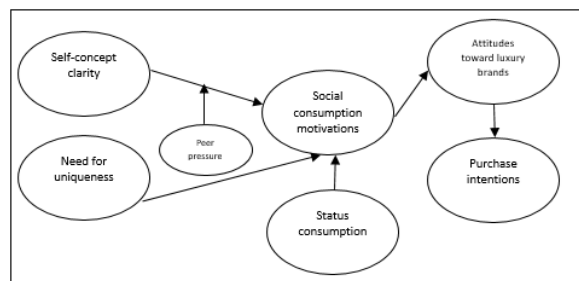 Self-concept
clarity
Attitudes
toward luxury
brands
Social
consumption
motivations
Peer
pressure
Need for
uniqueness
Purchase
intentions
Status
consumption